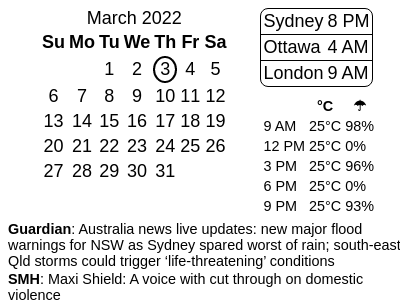 March 2022
Su Mo Tu We Th Fr Sa
1 2 3 4 5
6 7 8 9 10 11 12
13 14 15 16 17 18 19
20 21 22 23 24 25 26
27 28 29 30 31
Sydney 8 PM
Ottawa 4 AM
London 9 AM
°C ☂
9 AM 25°C 98%
12 PM 25°C 0%
3 PM 25°C 96%
6 PM 25°C 0%
9 PM 25°C 93%
Guardian: Australia news live updates: new major flood
warnings for NSW as Sydney spared worst of rain; south-east
Qld storms could trigger ‘life-threatening’ conditions
SMH: Maxi Shield: A voice with cut through on domestic
violence